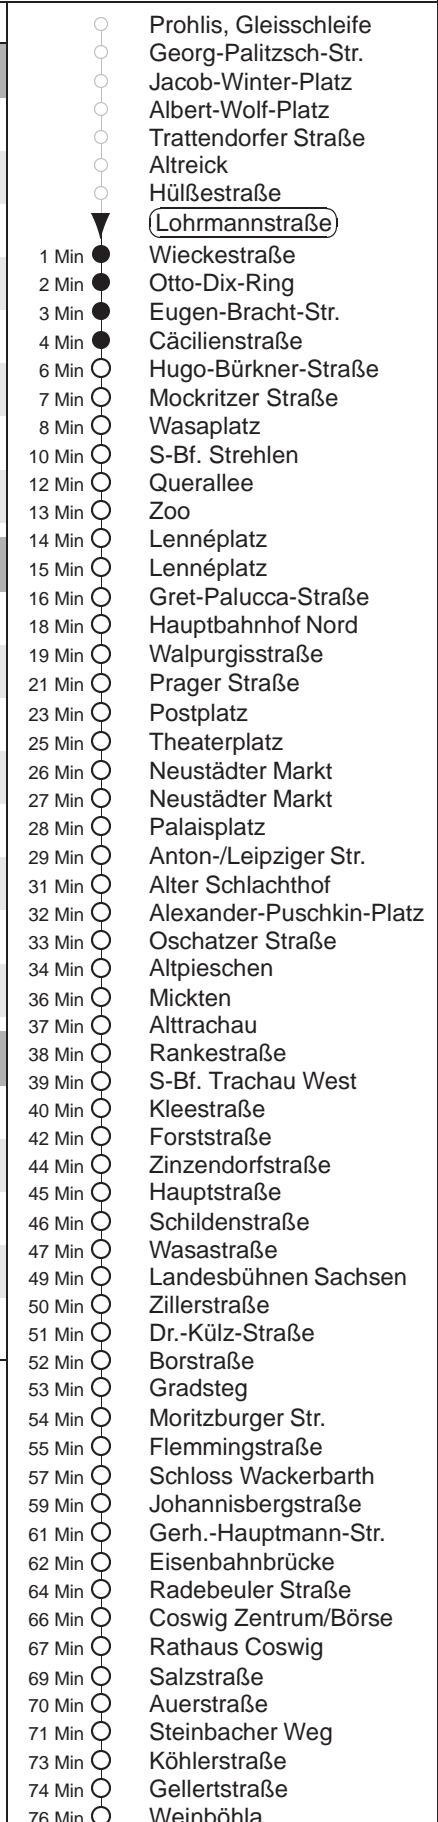 Prohlis, Gleisschleife
Georg-Palitzsch-Str.
Jacob-Winter-Platz
Albert-Wolf-Platz
Trattendorfer Straße
Altreick
Hülßestraße
Lohrmannstraße
1 Min Wieckestraße
2 Min Otto-Dix-Ring
3 Min Eugen-Bracht-Str.
4 Min Cäcilienstraße
6 Min Hugo-Bürkner-Straße
7 Min Mockritzer Straße
8 Min Wasaplatz
10 Min S-Bf. Strehlen
12 Min Querallee
13 Min Zoo
14 Min Lennéplatz
15 Min Lennéplatz
16 Min Gret-Palucca-Straße
18 Min Hauptbahnhof Nord
19 Min Walpurgisstraße
21 Min Prager Straße
23 Min Postplatz
25 Min Theaterplatz
26 Min Neustädter Markt
27 Min Neustädter Markt
28 Min Palaisplatz
29 Min Anton-/Leipziger Str.
31 Min Alter Schlachthof
32 Min Alexander-Puschkin-Platz
33 Min Oschatzer Straße
34 Min Altpieschen
36 Min Mickten
37 Min Alttrachau
38 Min Rankestraße
39 Min S-Bf. Trachau West
40 Min Kleestraße
42 Min Forststraße
44 Min Zinzendorfstraße
45 Min Hauptstraße
46 Min Schildenstraße
47 Min Wasastraße
49 Min Landesbühnen Sachsen
50 Min Zillerstraße
51 Min Dr.-Külz-Straße
52 Min Borstraße
53 Min Gradsteg
54 Min Moritzburger Str.
55 Min Flemmingstraße
57 Min Schloss Wackerbarth
59 Min Johannisbergstraße
61 Min Gerh.-Hauptmann-Str.
62 Min Eisenbahnbrücke
64 Min Radebeuler Straße
66 Min Coswig Zentrum/Börse
67 Min Rathaus Coswig
69 Min Salzstraße
70 Min Auerstraße
71 Min Steinbacher Weg
73 Min Köhlerstraße
74 Min Gellertstraße
76 Min Weinböhla